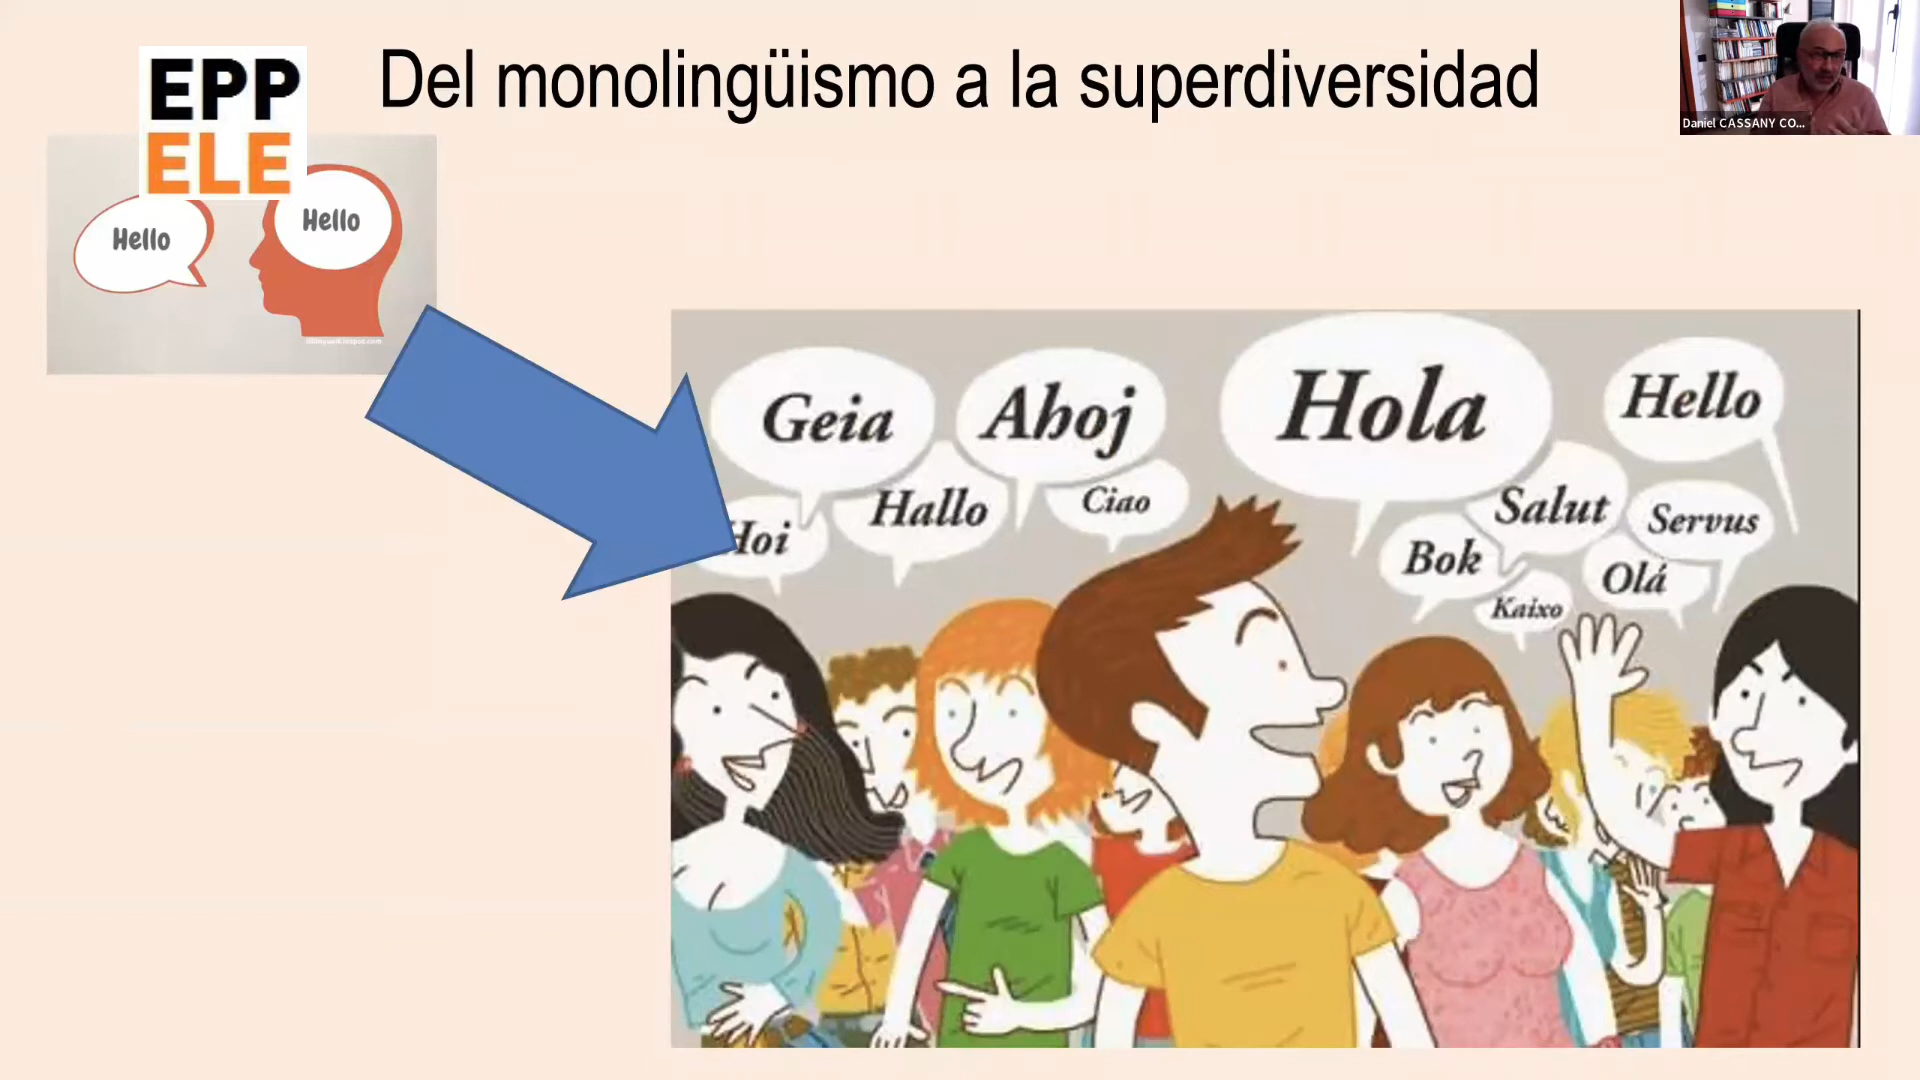 Del monolingüismo a la superdiversidad
EPP
ELE
Daniel CASSANY CO...
Hello
Hello
Geia
Ahoj
Hola
Hello
Hoi
Hallo
Ciao
Salut
Servus
Bok
Olá
Kaixo